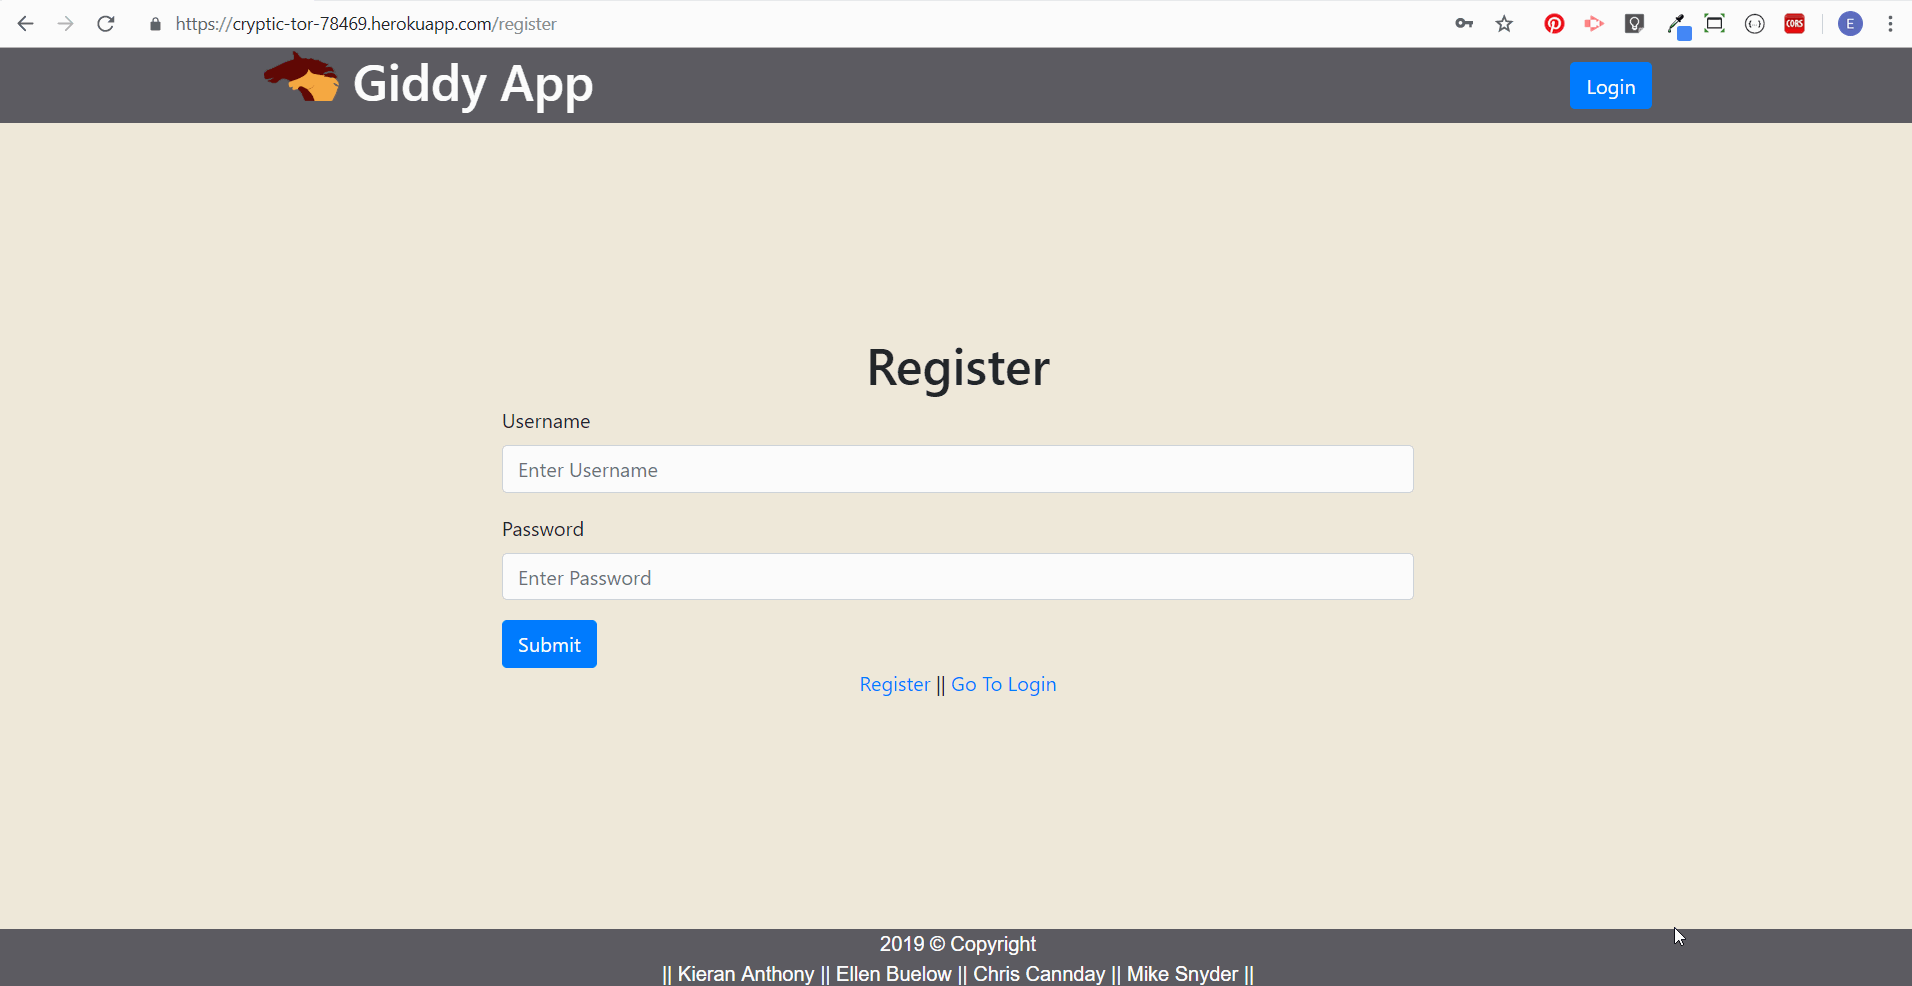 https://cryptic-tor-78469.herokuapp.com/register
CORS
E
Giddy App
Login
Register
Username
Enter Username
Password
Enter Password
Submit
Register || Go To Login
2019 © Copyright
|| Kieran Anthony || Ellen Buelow || Chris Cannday || Mike Snyder ||